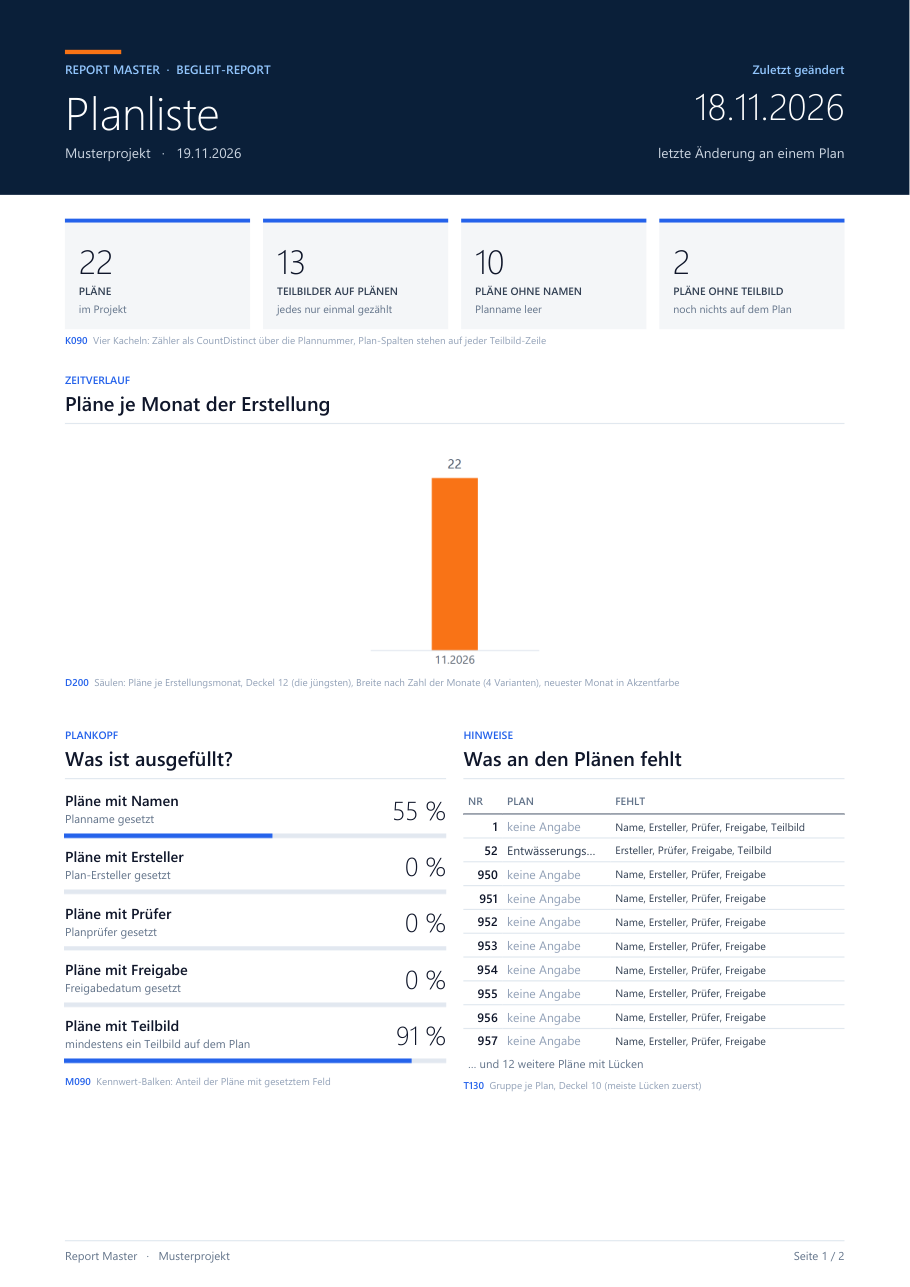 REPORT MASTER · BEGLEIT-REPORT
Planliste
Musterprojekt · 19.11.2026
Zuletzt geändert
18.11.2026
letzte Änderung an einem Plan
22
PLÄNE
im Projekt
13
TEILBILDER AUF PLÄNEN
jedes nur einmal gezählt
10
PLÄNE OHNE NAMEN
Planname leer
2
PLÄNE OHNE TEILBILD
noch nichts auf dem Plan
K090 Vier Kacheln: Zähler als CountDistinct über die Plannummer, Plan-Spalten stehen auf jeder Teilbild-Zeile
ZEITVERLAUF
Pläne je Monat der Erstellung
22
11.2026
D200 Säulen: Pläne je Erstellungsmonat, Deckel 12 (die jüngsten), Breite nach Zahl der Monate (4 Varianten), neuester Monat in Akzentfarbe
PLANKOPF
Was ist ausgefüllt?
Pläne mit Namen
Planname gesetzt
55 %
Pläne mit Ersteller
Plan-Ersteller gesetzt
0 %
Pläne mit Prüfer
Planprüfer gesetzt
0 %
Pläne mit Freigabe
Freigabedatum gesetzt
0 %
Pläne mit Teilbild
mindestens ein Teilbild auf dem Plan
91 %
M090 Kennwert-Balken: Anteil der Pläne mit gesetztem Feld
HINWEISE
Was an den Plänen fehlt
NR PLAN FEHLT
1 keine Angabe Name, Ersteller, Prüfer, Freigabe, Teilbild
52 Entwässerungs... Ersteller, Prüfer, Freigabe, Teilbild
950 keine Angabe Name, Ersteller, Prüfer, Freigabe
951 keine Angabe Name, Ersteller, Prüfer, Freigabe
952 keine Angabe Name, Ersteller, Prüfer, Freigabe
953 keine Angabe Name, Ersteller, Prüfer, Freigabe
954 keine Angabe Name, Ersteller, Prüfer, Freigabe
955 keine Angabe Name, Ersteller, Prüfer, Freigabe
956 keine Angabe Name, Ersteller, Prüfer, Freigabe
957 keine Angabe Name, Ersteller, Prüfer, Freigabe
... und 12 weitere Pläne mit Lücken
T130 Gruppe je Plan, Deckel 10 (meiste Lücken zuerst)
Report Master · Musterprojekt
Seite 1 / 2